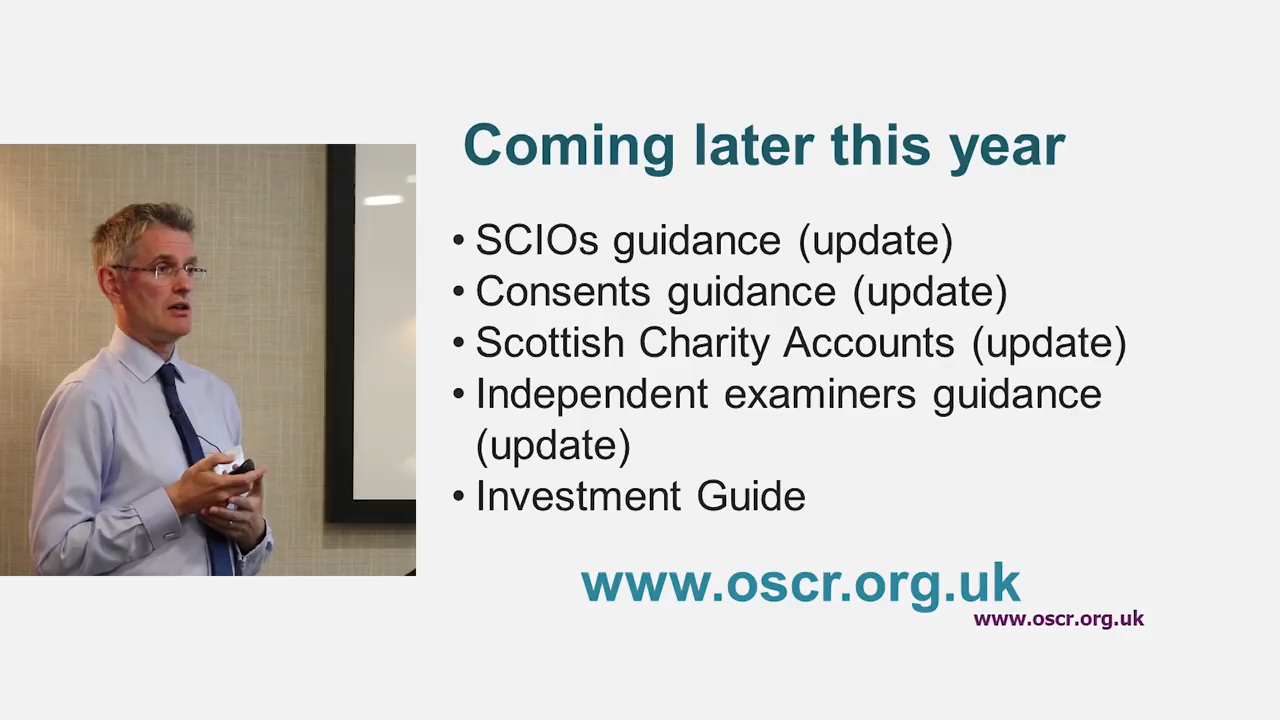 Coming later this year
• SCIOs guidance (update)
• Consents guidance (update)
• Scottish Charity Accounts (update)
• Independent examiners guidance
(update)
• Investment Guide
www.oscr.org.uk
www.oscr.org.uk